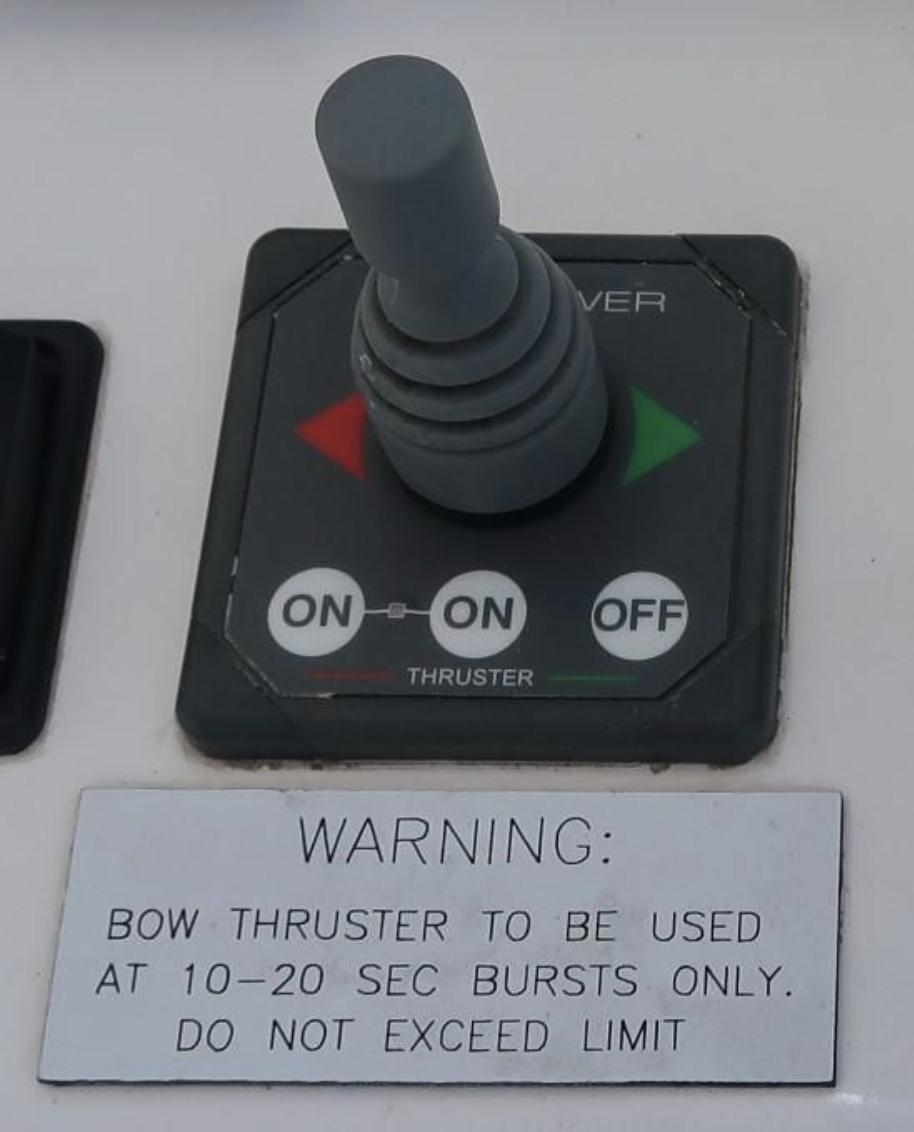 ON ON OFF
THRUSTER
WARNING:
BOW THRUSTER TO BE USED
AT 10-20 SEC BURSTS ONLY.
DO NOT EXCEED LIMIT